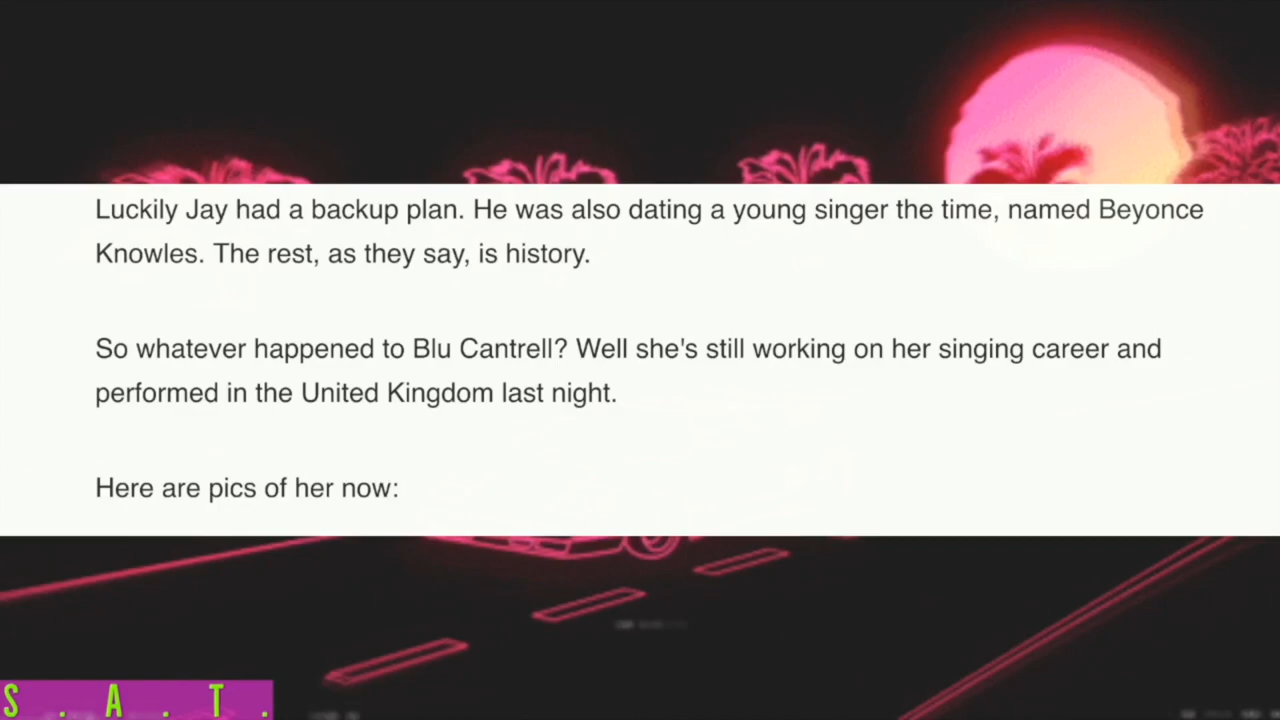 Luckily Jay had a backup plan. He was also dating a young singer the time, named Beyonce
Knowles. The rest, as they say, is history.
So whatever happened to Blu Cantrell? Well she's still working on her singing career and
performed in the United Kingdom last night.
Here are pics of her now:
S . A . T .